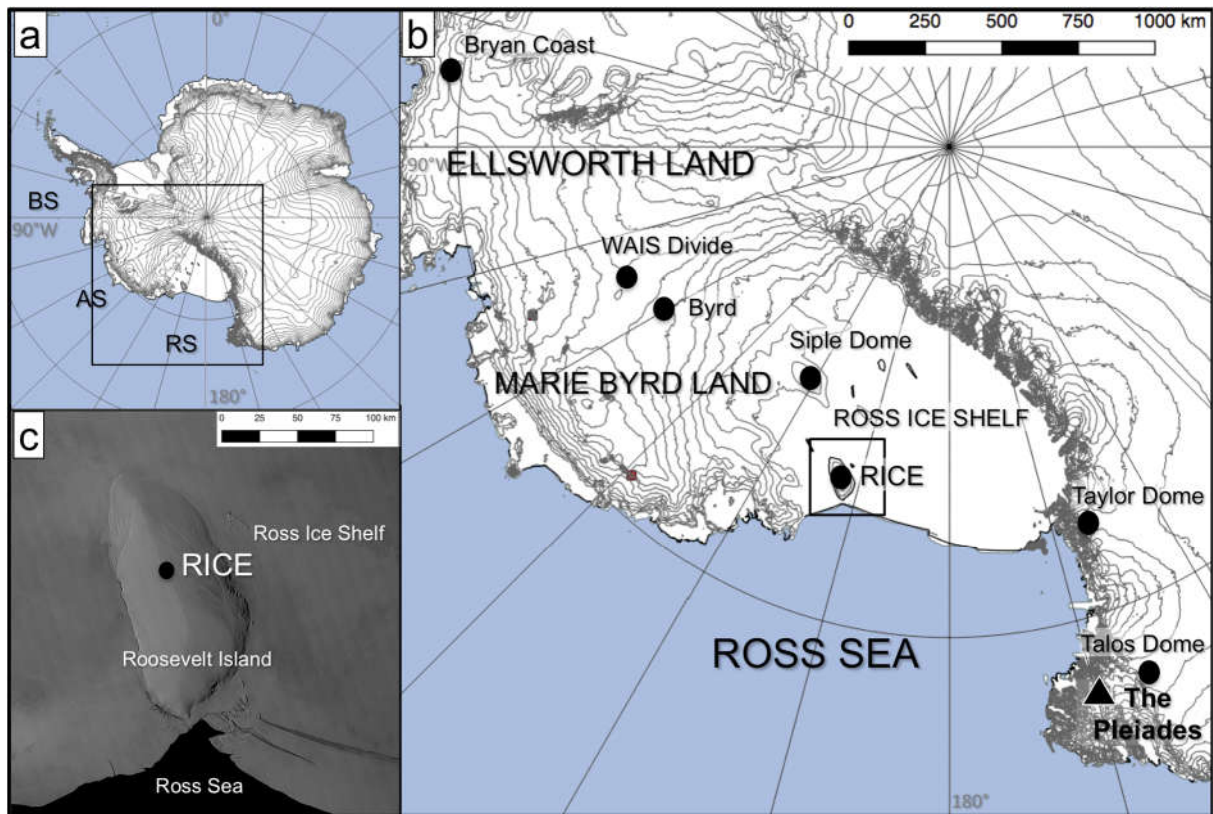 a
0°
BS
90°W
AS
RS
180°
b
0 250 500 750 1000 km
Bryan Coast
90°W
ELLSWORTH LAND
WAIS Divide
Byrd
Siple Dome
MARIE BYRD LAND
ROSS ICE SHELF
RICE
Taylor Dome
ROSS SEA
Talos Dome
The
Pleiades
180°
c
0 25 50 75 100 km
Ross Ice Shelf
RICE
Roosevelt Island
Ross Sea